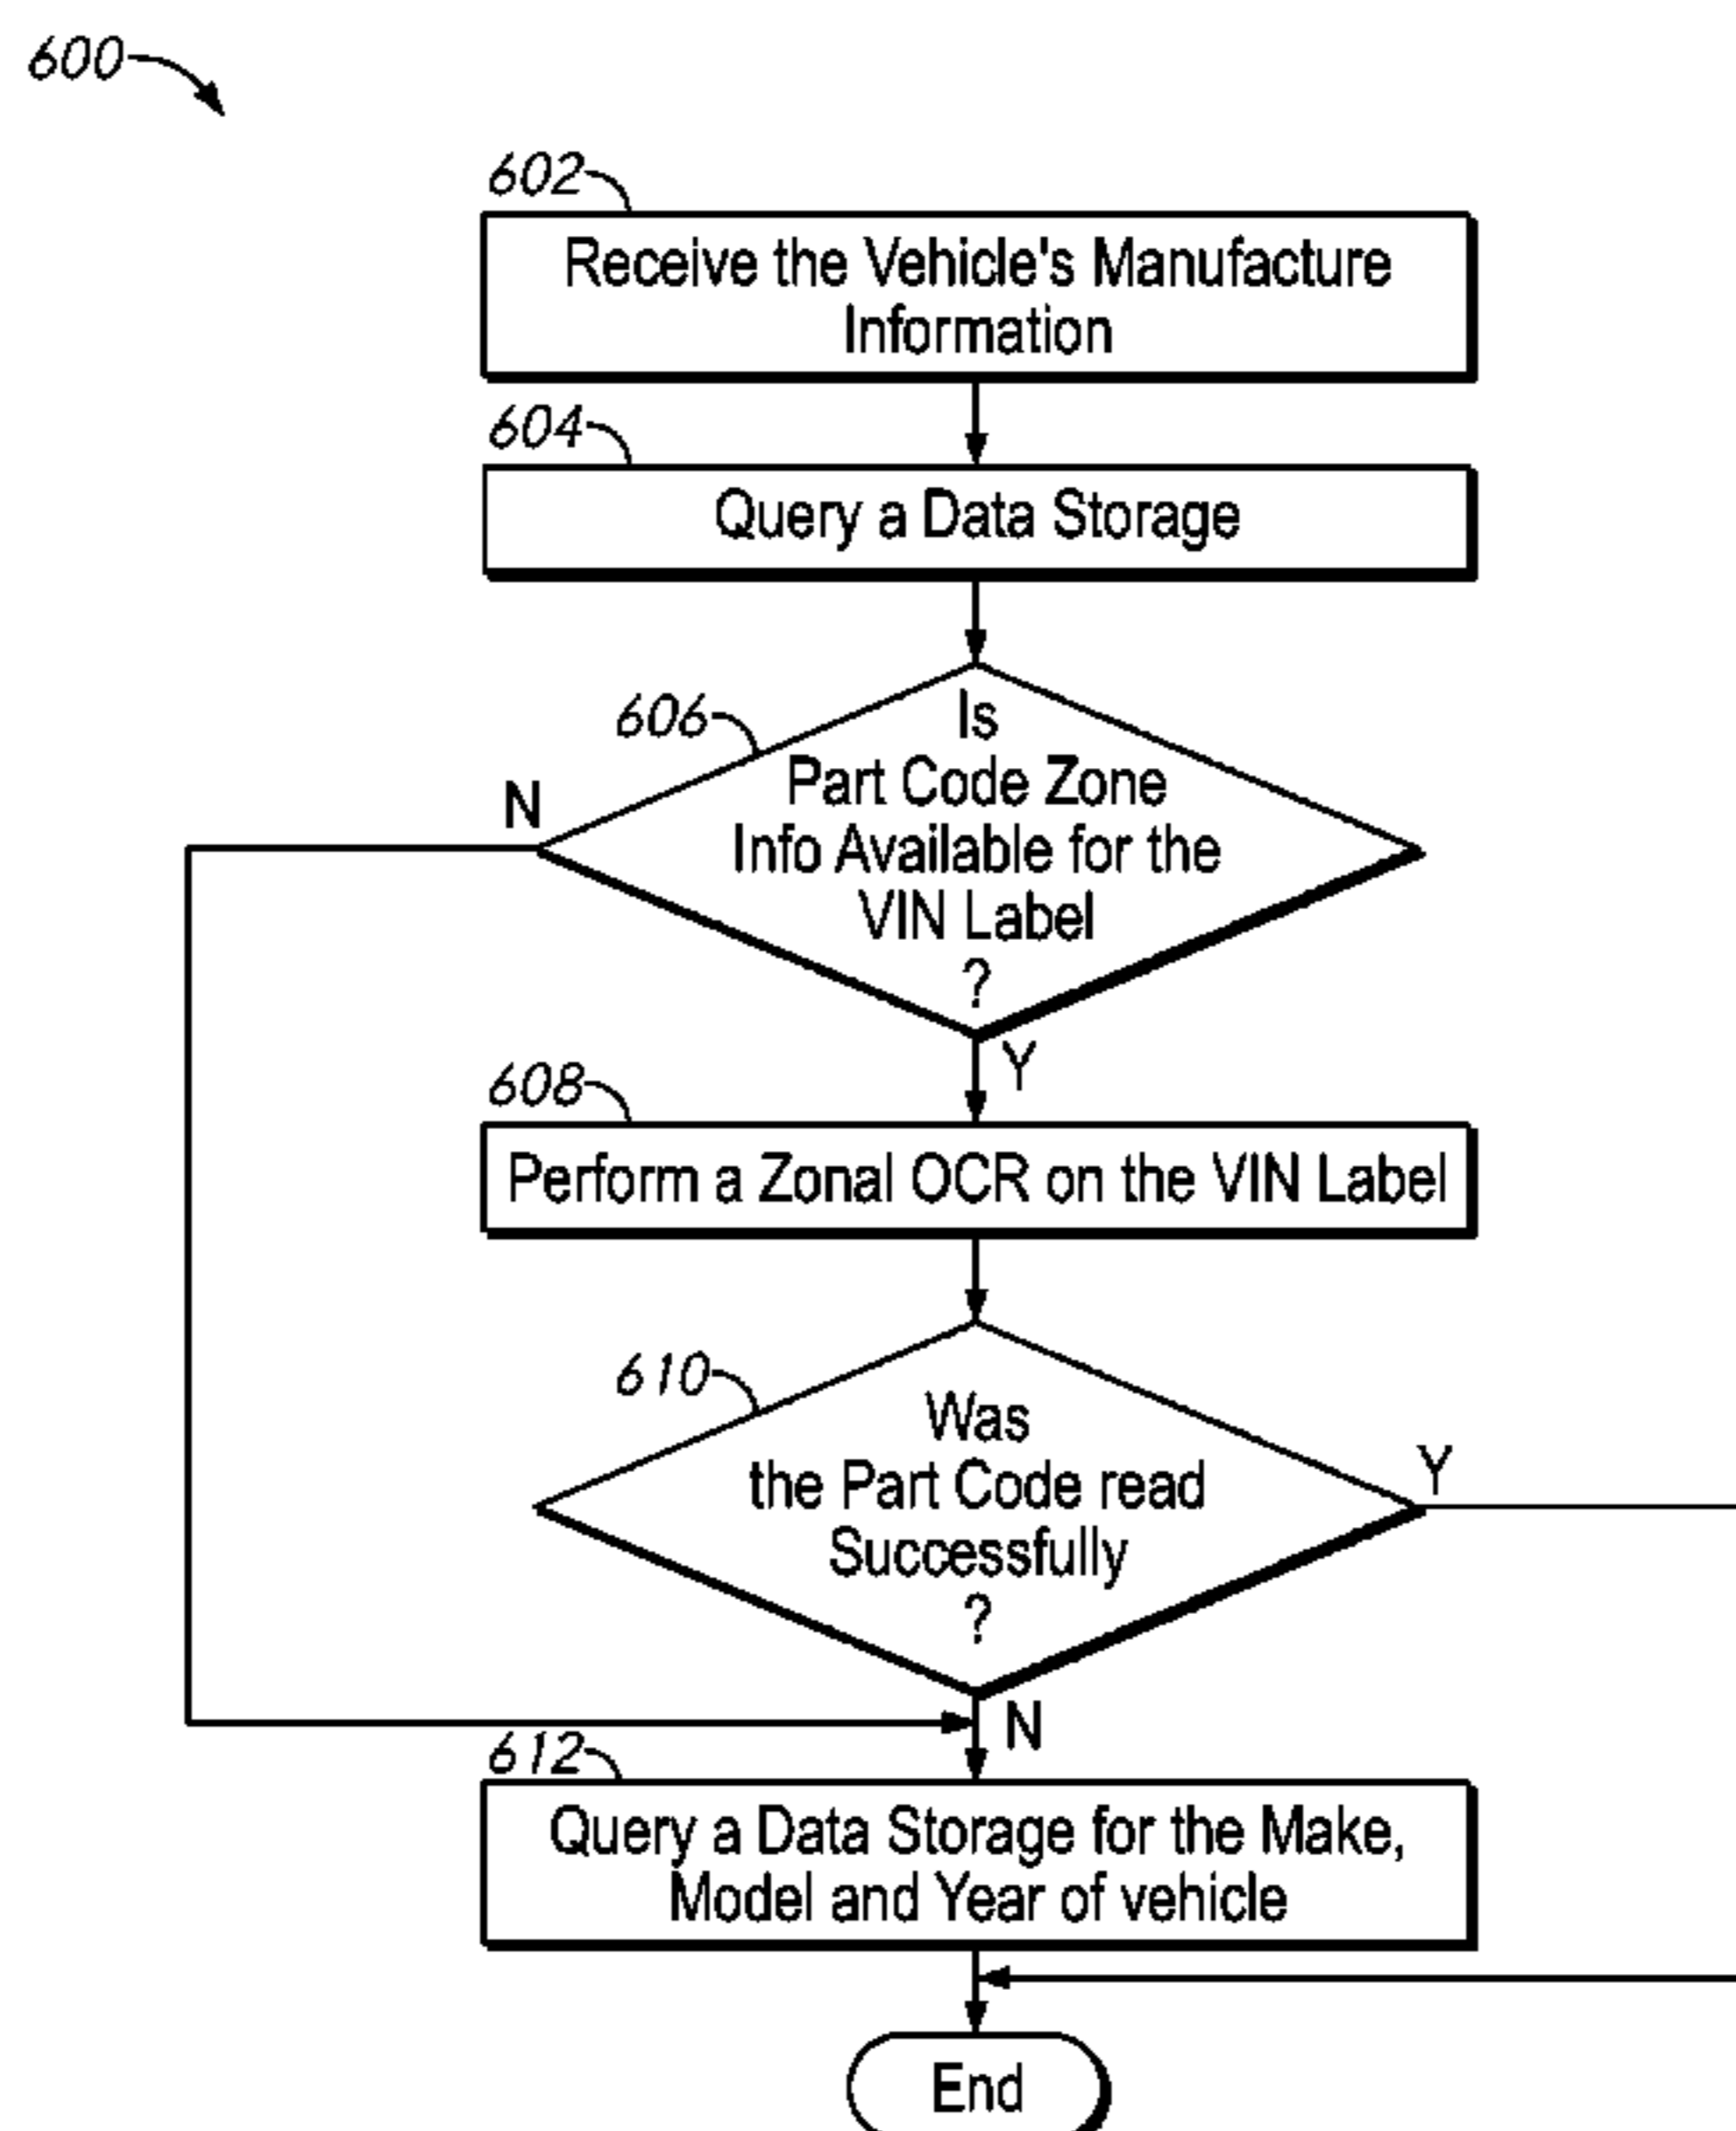 600
602
Receive the Vehicle's Manufacture
Information
604
Query a Data Storage
606
Is
Part Code Zone
Info Available for the
VIN Label
?
N
Y
608
Perform a Zonal OCR on the VIN Label
610
Was
the Part Code read
Successfully
?
Y
N
612
Query a Data Storage for the Make,
Model and Year of vehicle
End